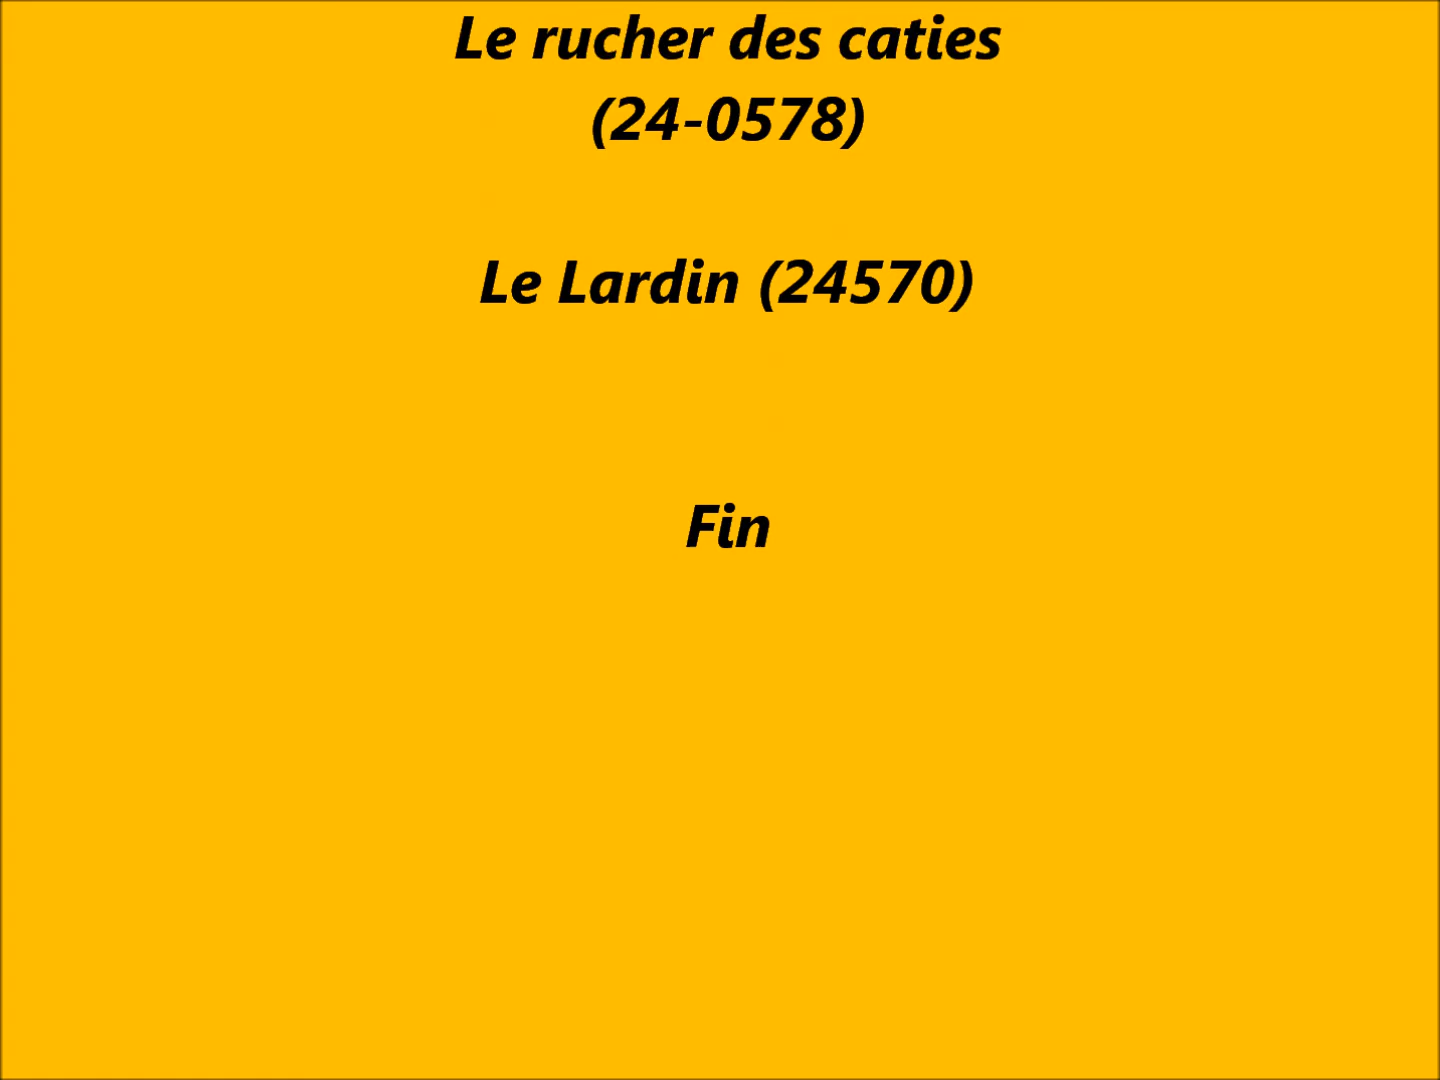 Le rucher des caties
(24-0578)
Le Lardin (24570)
Fin